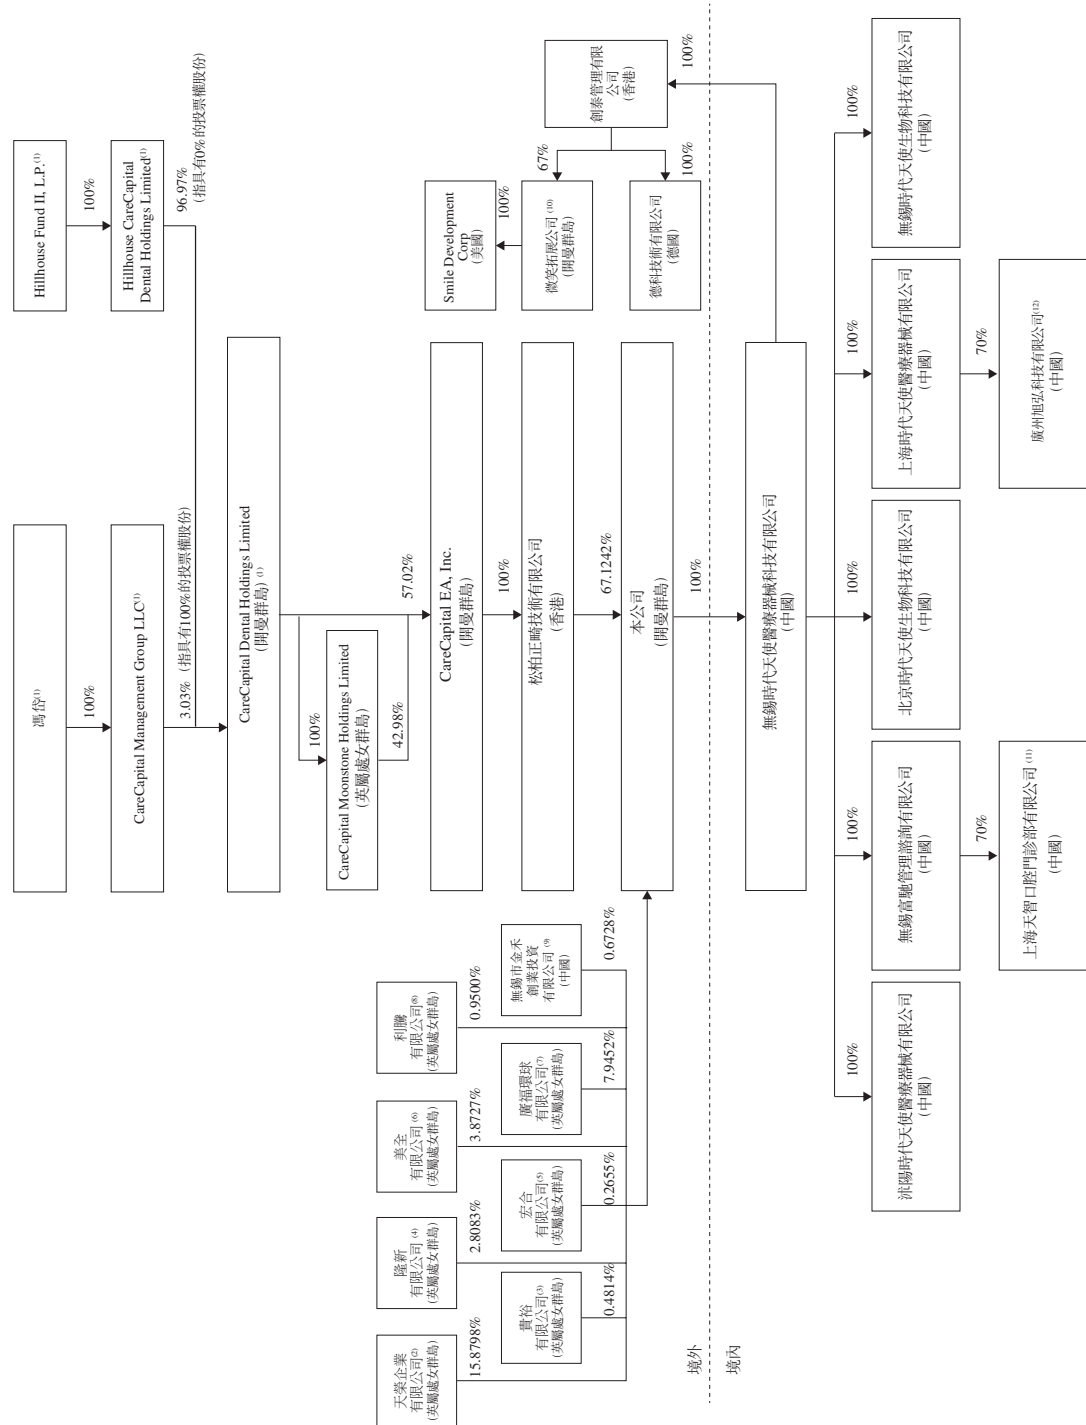 馮岱(1)
100%
CareCapital Management Group LLC(1)
3.03%（指具有100%的投票權股份）
Hillhouse Fund II, L.P.(1)
100%
Hillhouse CareCapital
Dental Holdings Limited(1)
96.97%
（指具有0%的投票權股份）
CareCapital Dental Holdings Limited
（開曼群島）(1)
100%
CareCapital Moonstone Holdings Limited
（英屬處女群島）
42.98%
57.02%
CareCapital EA, Inc.
（開曼群島）
100%
松柏正畸技術有限公司
（香港）
67.1242%
天榮企業
有限公司(2)
（英屬處女群島）
15.8798%
隆新
有限公司(4)
（英屬處女群島）
2.8083%
美全
有限公司(6)
（英屬處女群島）
3.8727%
利騰
有限公司(8)
（英屬處女群島）
0.9500%
貴裕
有限公司(3)
（英屬處女群島）
0.4814%
宏合
有限公司(5)
（英屬處女群島）
0.2655%
廣福環球
有限公司(7)
（英屬處女群島）
7.9452%
無錫市金禾
創業投資
有限公司(9)
（中國）
0.6728%
本公司
（開曼群島）
100%
Smile Development
Corp
（美國）
100%
微笑拓展公司(10)
（開曼群島）
67%
德科技術有限公司
（德國）
100%
創泰管理有限
公司
（香港）
100%
境外
境內
無錫時代天使醫療器械科技有限公司
（中國）
100%
沭陽時代天使醫療器械有限公司
（中國）
100%
無錫富馳管理諮詢有限公司
（中國）
70%
上海天智口腔門診部有限公司(11)
（中國）
100%
北京時代天使生物科技有限公司
（中國）
100%
上海時代天使醫療器械有限公司
（中國）
70%
廣州旭弘科技有限公司(12)
（中國）
100%
無錫時代天使生物科技有限公司
（中國）